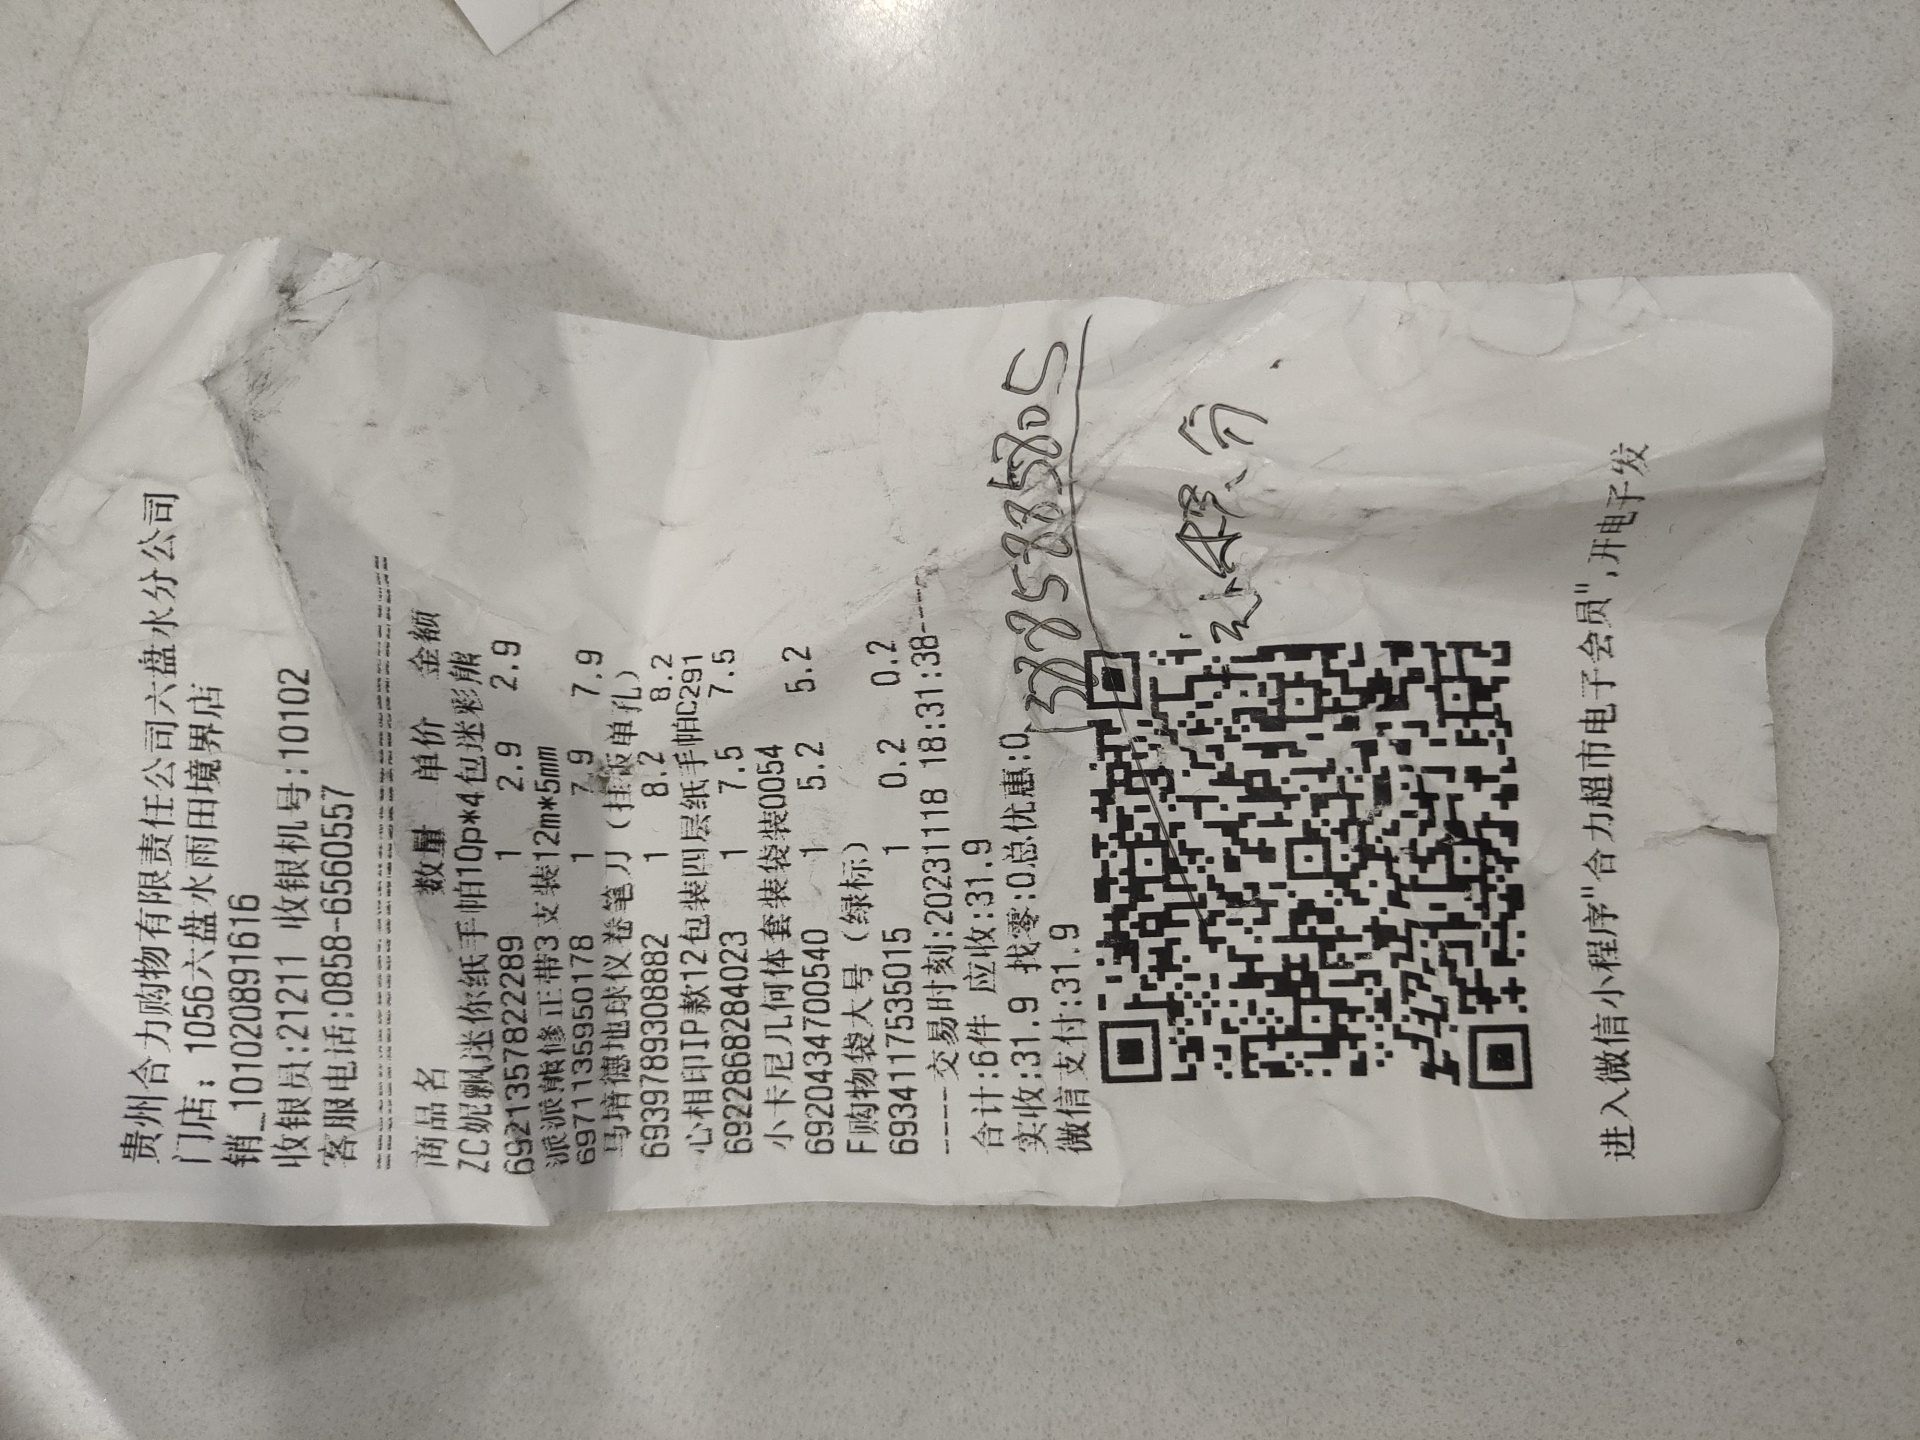 贵州合力购物有限责任公司六盘水分公司
门店: 1056六盘水雨田境界店
销_101020891616
收银员:21211 收银机号:10102
客服电话:0858-6560557
商品名 数量 单价 金额
ZC妮飘迷你纸手帕10p*4包迷彩熊
6921357822289 1 2.9 2.9
派派熊修正带3支装12m*5mm
6971135950178 1 7.9 7.9
马培德地球仪卷笔刀(挂板单孔)
6939789308882 1 8.2 8.2
心相印IP款12包装四层纸手帕C291
6922868284023 1 7.5 7.5
小卡尼几何体套装袋装0054
6920434700540 1 5.2 5.2
F购物袋大号(绿标)
6934117535015 1 0.2 0.2
----交易时刻:20231118 18:31:38----
合计:6件 应收:31.9
实收:31.9 找零:0总优惠:0
微信支付:31.9
进入微信小程序"合力超市电子会员",开电子发